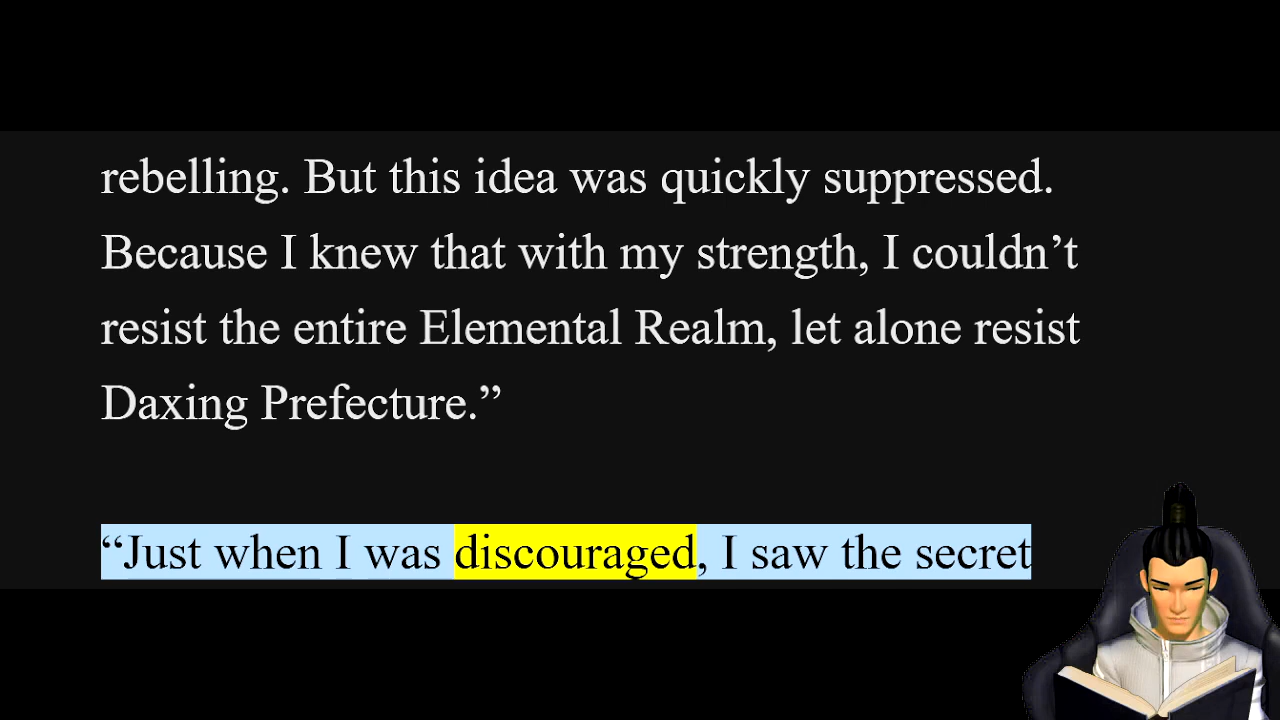 rebelling. But this idea was quickly suppressed.
Because I knew that with my strength, I couldn’t
resist the entire Elemental Realm, let alone resist
Daxing Prefecture.”
“Just when I was discouraged, I saw the secret